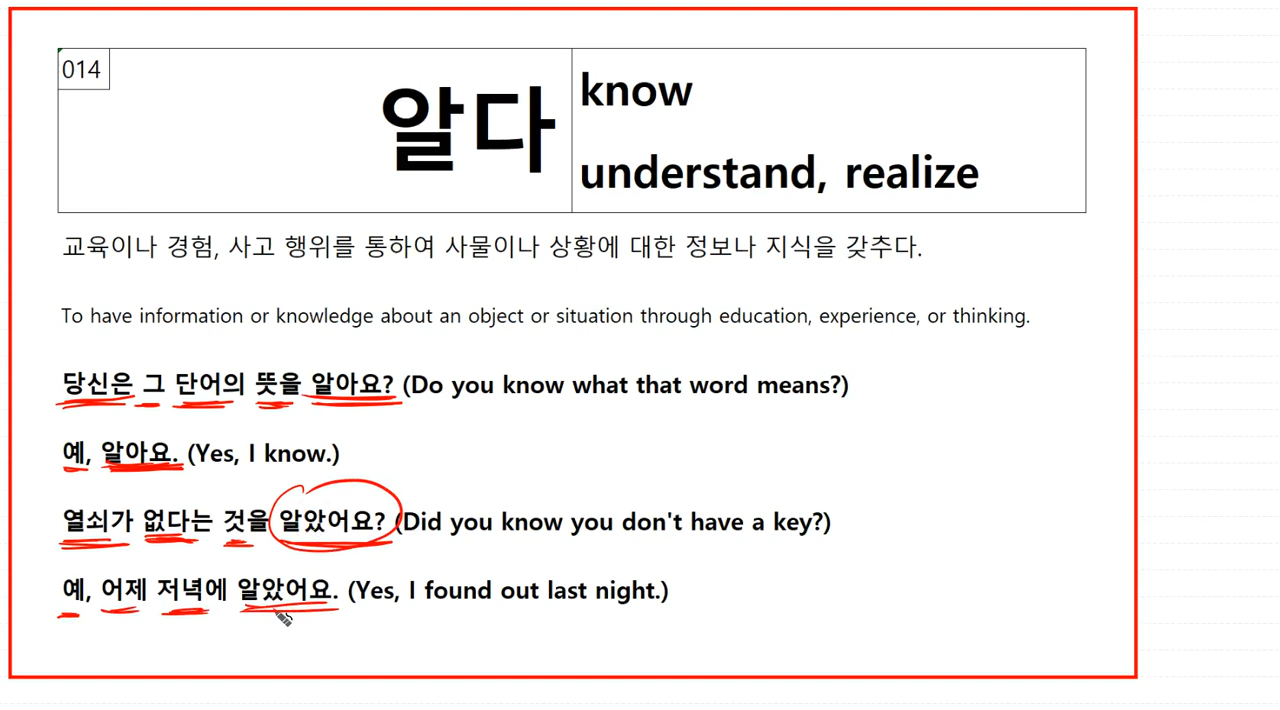 014
알다
know
understand, realize
교육이나 경험, 사고 행위를 통하여 사물이나 상황에 대한 정보나 지식을 갖추다.
To have information or knowledge about an object or situation through education, experience, or thinking.
당신은 그 단어의 뜻을 알아요? (Do you know what that word means?)
예, 알아요. (Yes, I know.)
열쇠가 없다는 것을 알았어요? (Did you know you don't have a key?)
예, 어제 저녁에 알았어요. (Yes, I found out last night.)